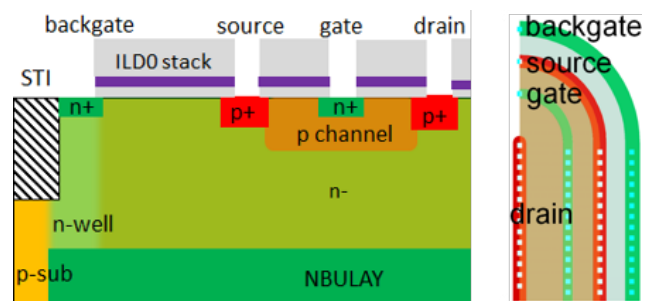 backgate
source
gate
drain
STI
ILD0 stack
n+
p+
n+
p+
p channel
n-
n-well
p-sub
NBULAY
backgate
source
gate
drain